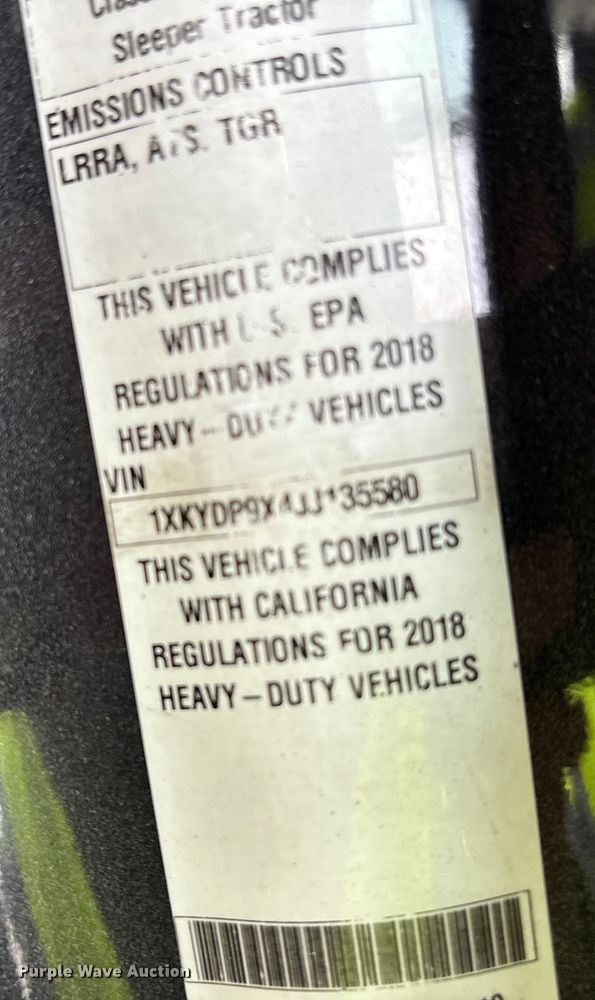 Sleeper Tractor
EMISSIONS CONTROLS
LRRA, ATS, TGR
THIS VEHICLE COMPLIES
WITH U.S. EPA
REGULATIONS FOR 2018
HEAVY-DUTY VEHICLES
VIN
1XKYDP9X4JJ135580
THIS VEHICLE COMPLIES
WITH CALIFORNIA
REGULATIONS FOR 2018
HEAVY-DUTY VEHICLES
Purple Wave Auction